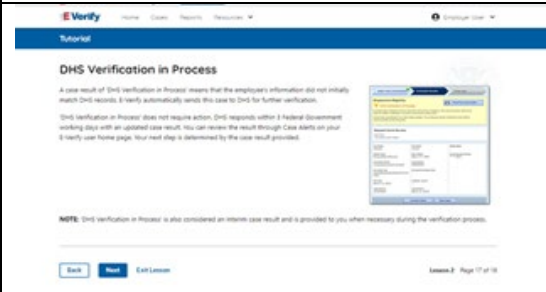 E-Verify
Home Cases Reports Resources
Employer User
Tutorial
DHS Verification in Process
A case result of 'DHS Verification in Process' means that the employee's information did not initially
match DHS records. E-Verify automatically sends this case to DHS for further verification.
'DHS Verification in Process' does not require action. DHS responds within 3 Federal Government
working days with an updated case result. You can review the result through Case Alerts on your
E-Verify user home page. Your next step is determined by the case result provided.
NOTE: 'DHS Verification in Process' is also considered an interim case result and is provided to you when necessary during the verification process.
Back Next Exit Lesson
Lesson 2 Page 17 of 18